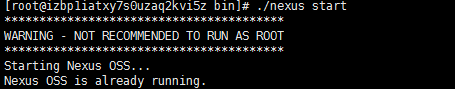 [root@izbp1iatxy7s0uzaq2kvi5z bin]# ./nexus start
****************************************
WARNING - NOT RECOMMENDED TO RUN AS ROOT
****************************************
Starting Nexus OSS...
Nexus OSS is already running.